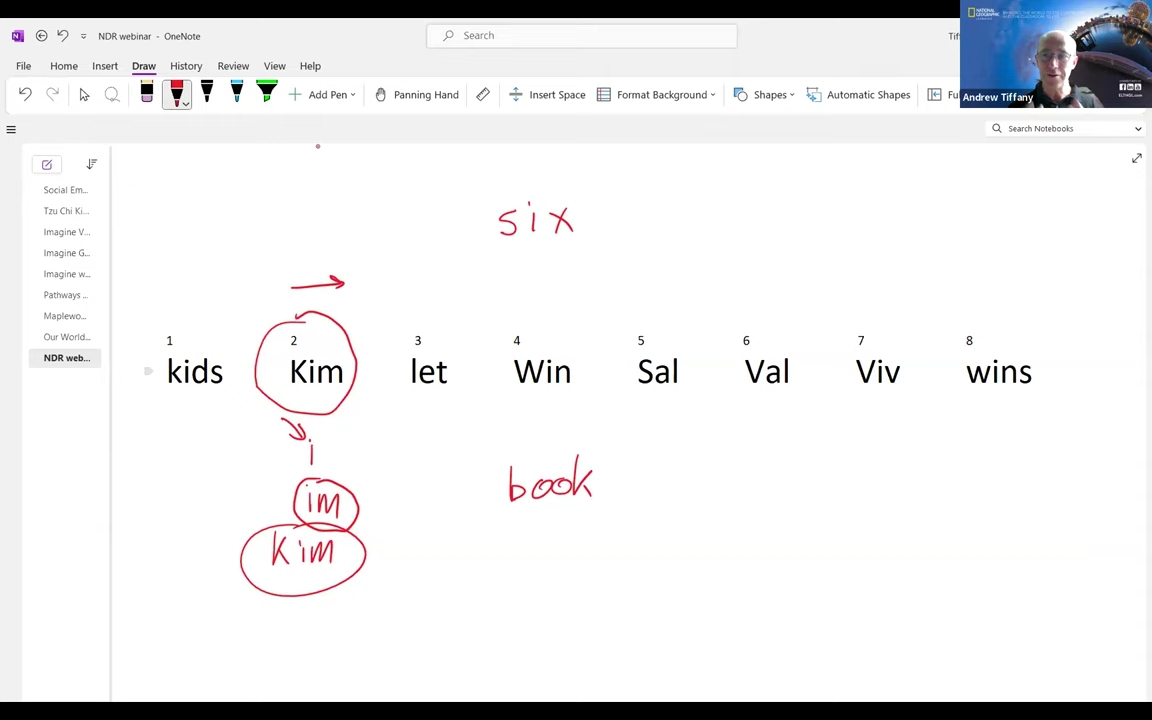 NDR webinar - OneNote
Search
File Home Insert Draw History Review View Help
Add Pen Panning Hand Insert Space Format Background Shapes Automatic Shapes
Search Notebooks
NATIONAL GEOGRAPHIC
Andrew Tiffany
Social Em...
Tzu Chi Ki...
Imagine V...
Imagine G...
Imagine w...
Pathways ...
Maplewo...
Our World...
NDR web...
six
1 2 3 4 5 6 7 8
kids Kim let Win Sal Val Viv wins
i
im
kim
book